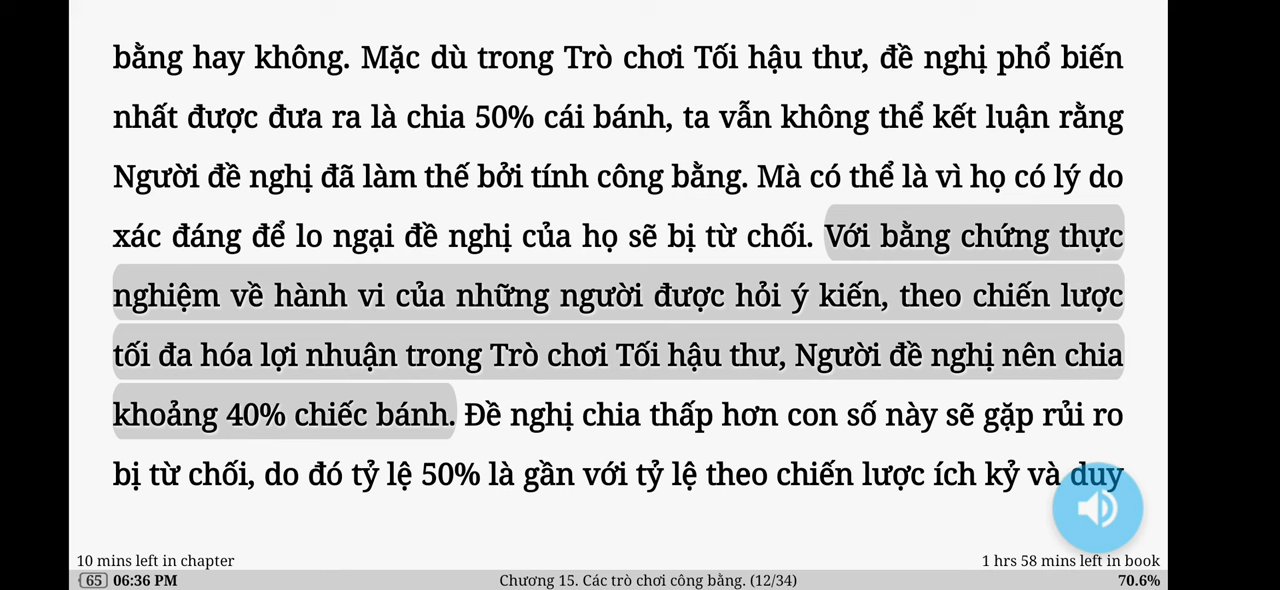 bằng hay không. Mặc dù trong Trò chơi Tối hậu thư, đề nghị phổ biến
nhất được đưa ra là chia 50% cái bánh, ta vẫn không thể kết luận rằng
Người đề nghị đã làm thế bởi tính công bằng. Mà có thể là vì họ có lý do
xác đáng để lo ngại đề nghị của họ sẽ bị từ chối. Với bằng chứng thực
nghiệm về hành vi của những người được hỏi ý kiến, theo chiến lược
tối đa hóa lợi nhuận trong Trò chơi Tối hậu thư, Người đề nghị nên chia
khoảng 40% chiếc bánh. Đề nghị chia thấp hơn con số này sẽ gặp rủi ro
bị từ chối, do đó tỷ lệ 50% là gần với tỷ lệ theo chiến lược ích kỷ và duy
10 mins left in chapter
1 hrs 58 mins left in book
65 06:36 PM
Chương 15. Các trò chơi công bằng. (12/34)
70.6%